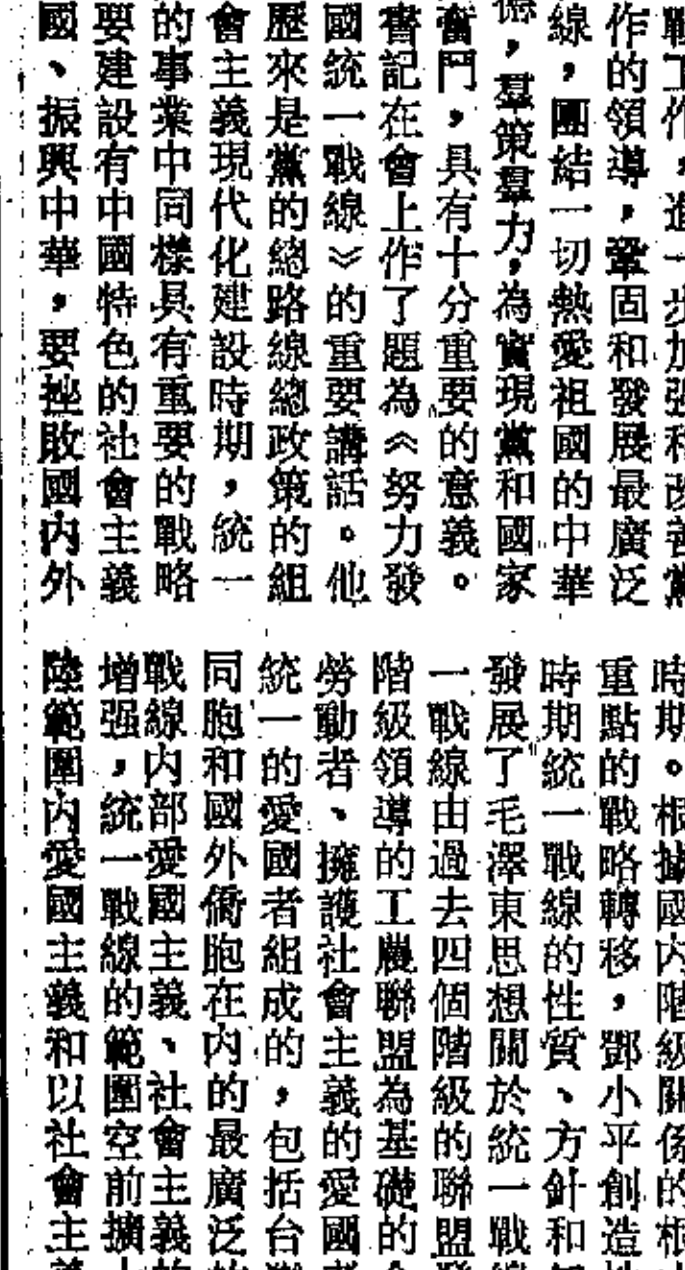 戰工作，進一步加强和改善黨
作的領導，鞏固和發展最廣泛
線，團結一切熱愛祖國的中華
德，羣策羣力，為實現黨和國家
奮鬥，具有十分重要的意義。
書記在會上作了題為《努力發
國統一戰線》的重要講話。他
歷來是黨的總路線總政策的組
會主義現代化建設時期，統一
的事業中同樣具有重要的戰略
要建設有中國特色的社會主義
國、振興中華，要挫敗國內外
時期。根據國內階級關係的根
重點的戰略轉移，鄧小平創造
時期統一戰線的性質、方針和
發展了毛澤東思想關於統一戰
一戰線由過去四個階級的聯盟
階級領導的工農聯盟為基礎的
勞動者、擁護社會主義的愛國
統一的愛國者組成的，包括台
同胞和國外僑胞在內的最廣泛
戰線內部愛國主義、社會主義
增强，統一戰線的範圍空前擴
陸範圍內愛國主義和以社會主